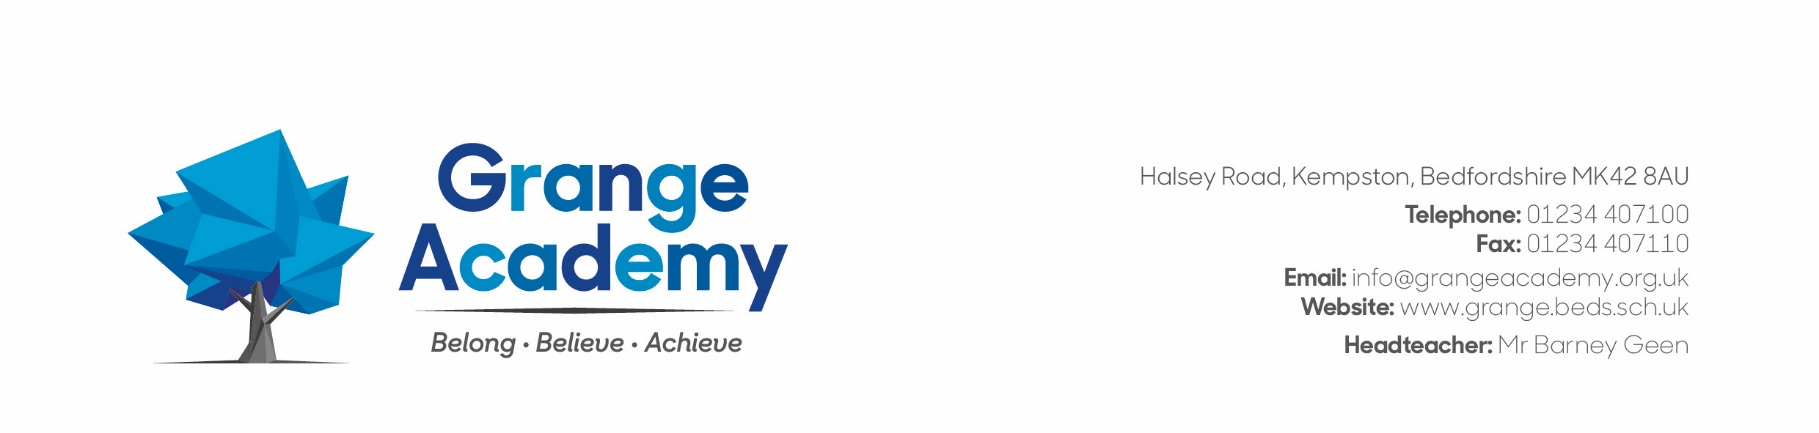 Grange
Academy
Belong • Believe • Achieve
Halsey Road, Kempston, Bedfordshire MK42 8AU
Telephone: 01234 407100
Fax: 01234 407110
Email: info@grangeacademy.org.uk
Website: www.grange.beds.sch.uk
Headteacher: Mr Barney Geen